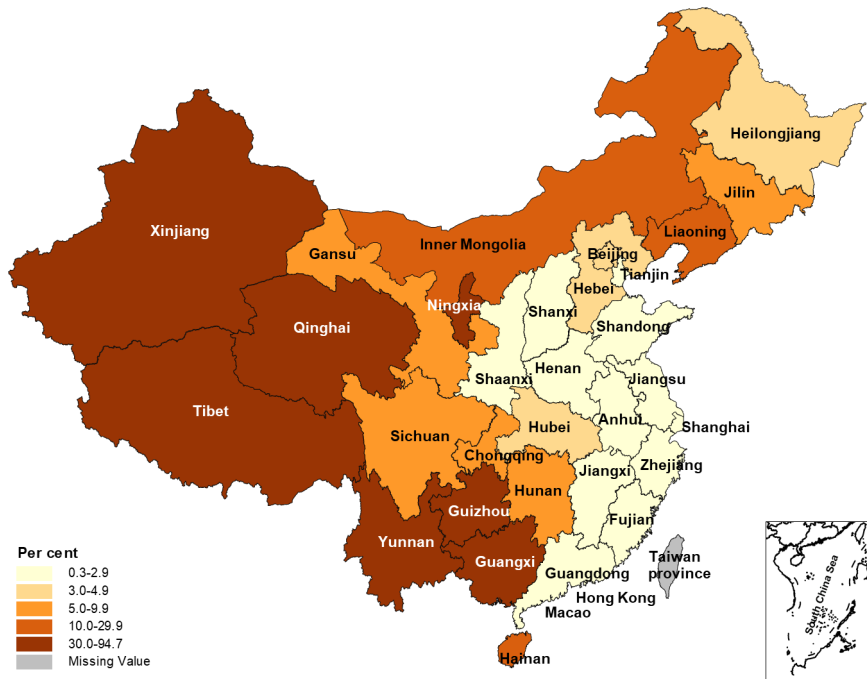 Heilongjiang
Jilin
Xinjiang
Liaoning
Inner Mongolia
Gansu
Beijing
Tianjin
Hebei
Ningxia
Shanxi
Qinghai
Shandong
Henan
Shaanxi
Jiangsu
Tibet
Anhui
Shanghai
Hubei
Sichuan
Chongqing
Zhejiang
Jiangxi
Hunan
Guizhou
Fujian
Yunnan
Guangxi
Taiwan
province
Guangdong
Hong Kong
Macao
Hainan
South China Sea
Per cent
0.3-2.9
3.0-4.9
5.0-9.9
10.0-29.9
30.0-94.7
Missing Value